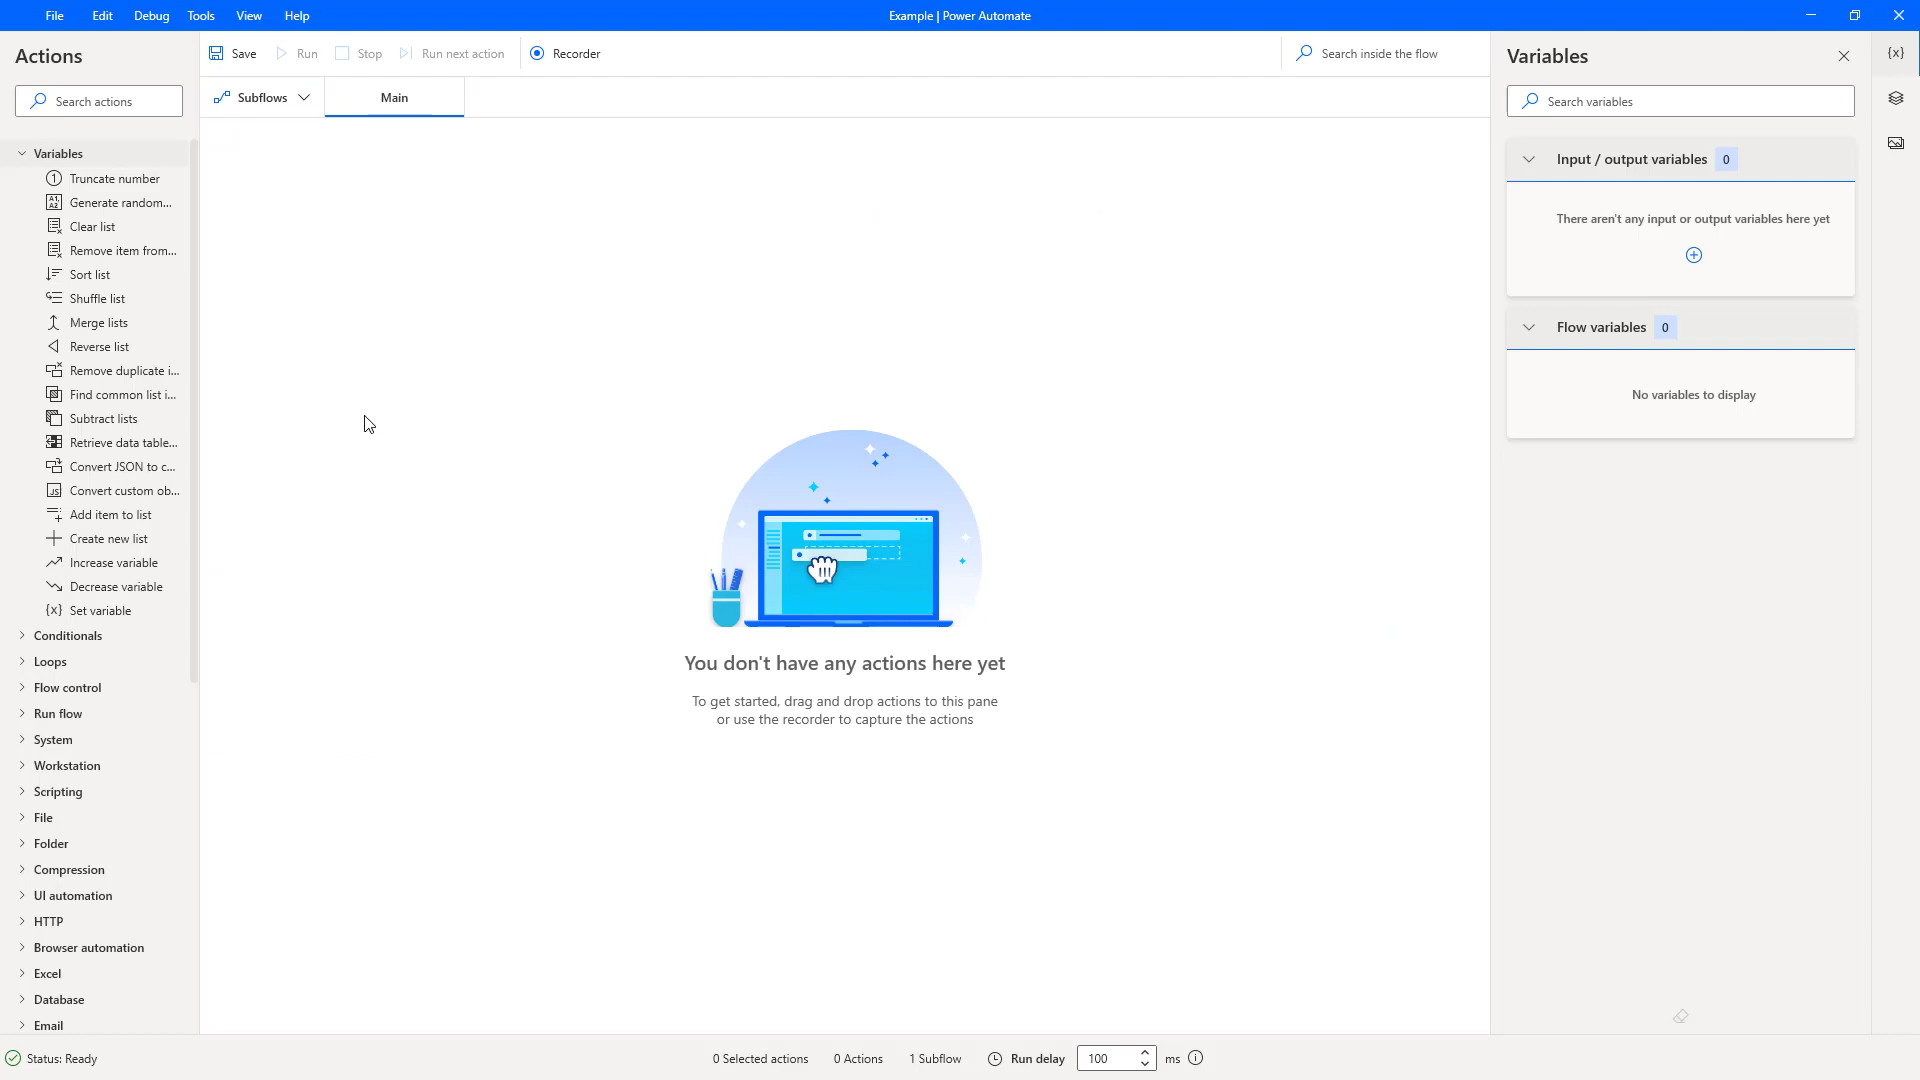 File Edit Debug Tools View Help
Example | Power Automate
Actions
Search actions
Variables
Truncate number
Generate random...
Clear list
Remove item from...
Sort list
Shuffle list
Merge lists
Reverse list
Remove duplicate i...
Find common list i...
Subtract lists
Retrieve data table...
Convert JSON to c...
Convert custom ob...
Add item to list
Create new list
Increase variable
Decrease variable
{x} Set variable
Conditionals
Loops
Flow control
Run flow
System
Workstation
Scripting
File
Folder
Compression
UI automation
HTTP
Browser automation
Excel
Database
Email
Save Run Stop Run next action Recorder
Search inside the flow
Subflows Main
You don't have any actions here yet
To get started, drag and drop actions to this pane
or use the recorder to capture the actions
Variables
{x}
Search variables
Input / output variables 0
There aren't any input or output variables here yet
Flow variables 0
No variables to display
Status: Ready
0 Selected actions 0 Actions 1 Subflow Run delay 100 ms